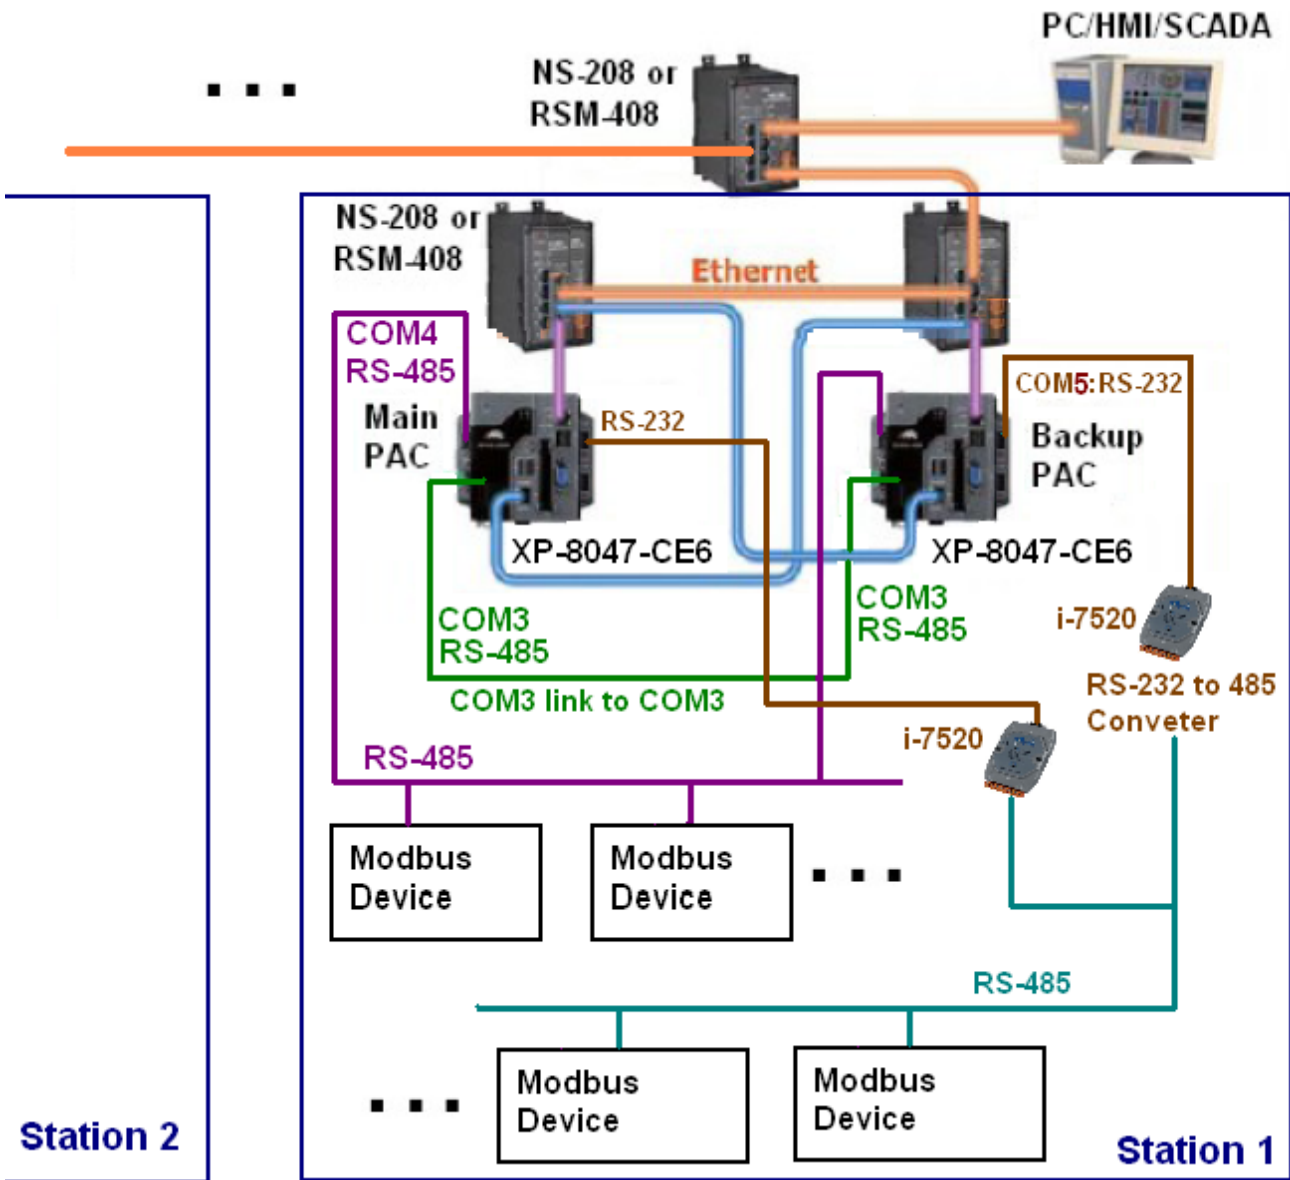 PC/HMI/SCADA
NS-208 or
RSM-408
NS-208 or
RSM-408
Ethernet
COM4
RS-485
COM5:RS-232
Main
PAC
RS-232
Backup
PAC
XP-8047-CE6
XP-8047-CE6
COM3
RS-485
COM3
RS-485
i-7520
COM3 link to COM3
RS-232 to 485
Conveter
i-7520
RS-485
Modbus
Device
Modbus
Device
RS-485
Modbus
Device
Modbus
Device
Station 2
Station 1